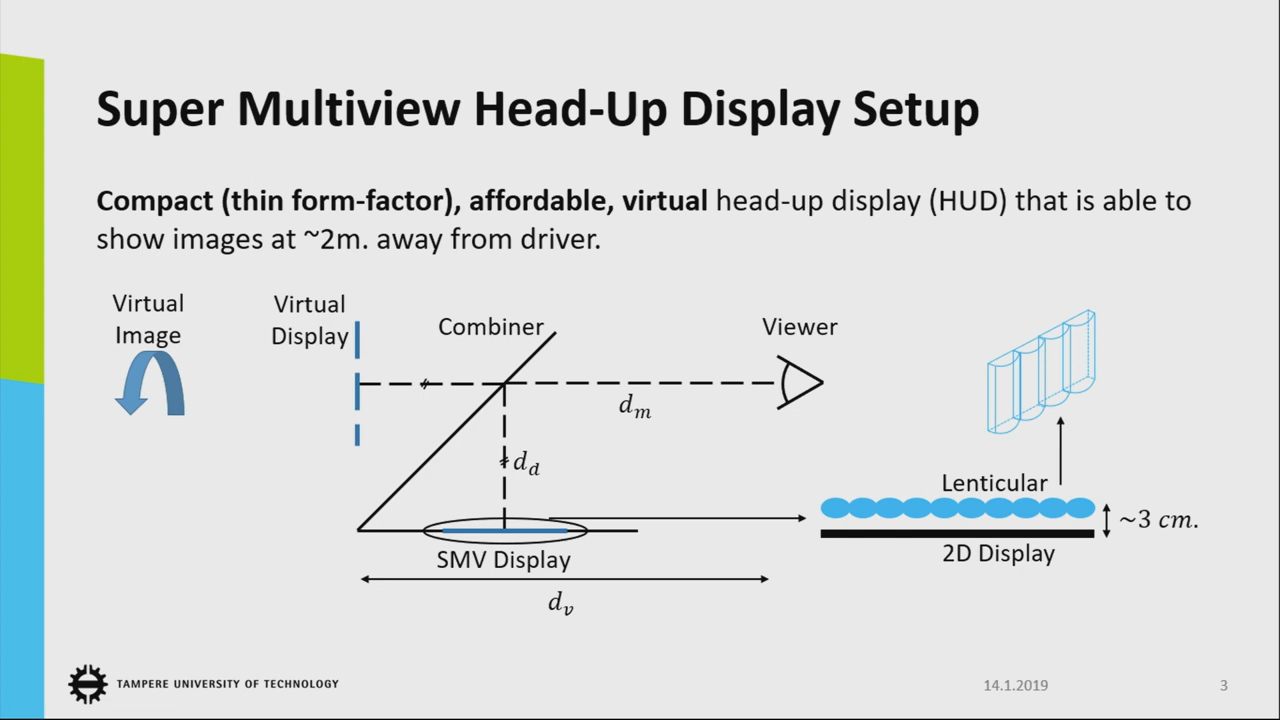 Super Multiview Head-Up Display Setup
Compact (thin form-factor), affordable, virtual head-up display (HUD) that is able to
show images at ~2m. away from driver.
Virtual
Image
Virtual
Display
Combiner
Viewer
d_m
d_d
Lenticular
~3 cm.
2D Display
SMV Display
d_v
TAMPERE UNIVERSITY OF TECHNOLOGY
14.1.2019
3